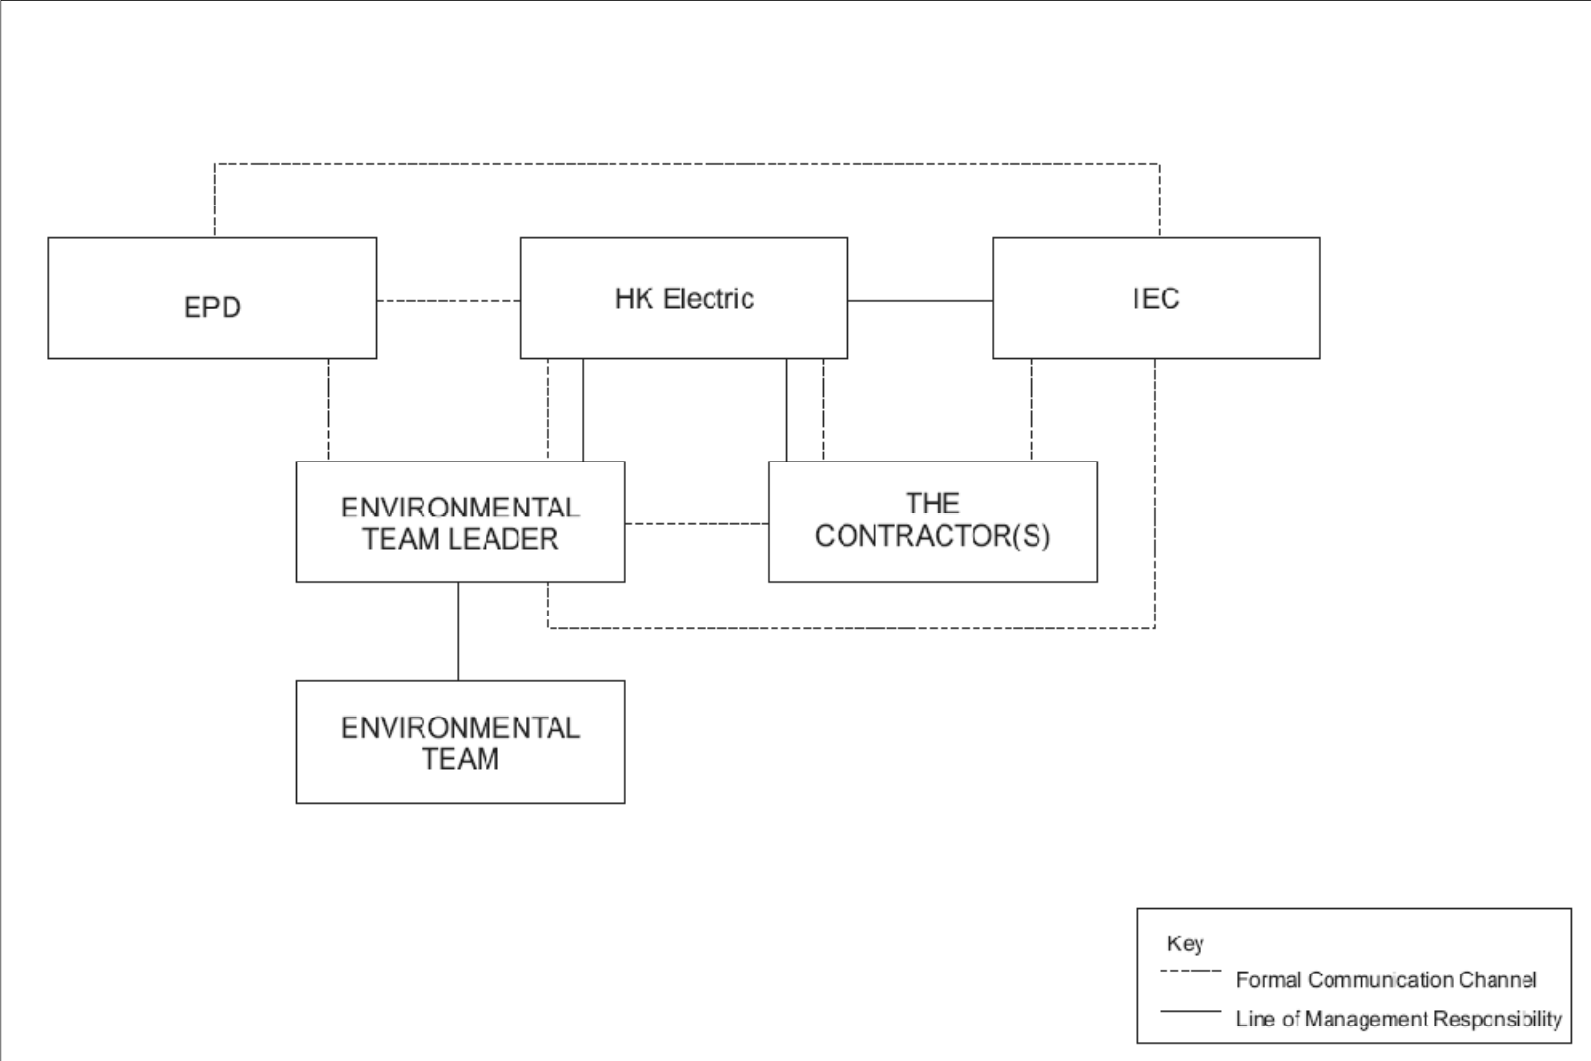 EPD
HK Electric
IEC
ENVIRONMENTAL
TEAM LEADER
THE
CONTRACTOR(S)
ENVIRONMENTAL
TEAM
Key
Formal Communication Channel
Line of Management Responsibility